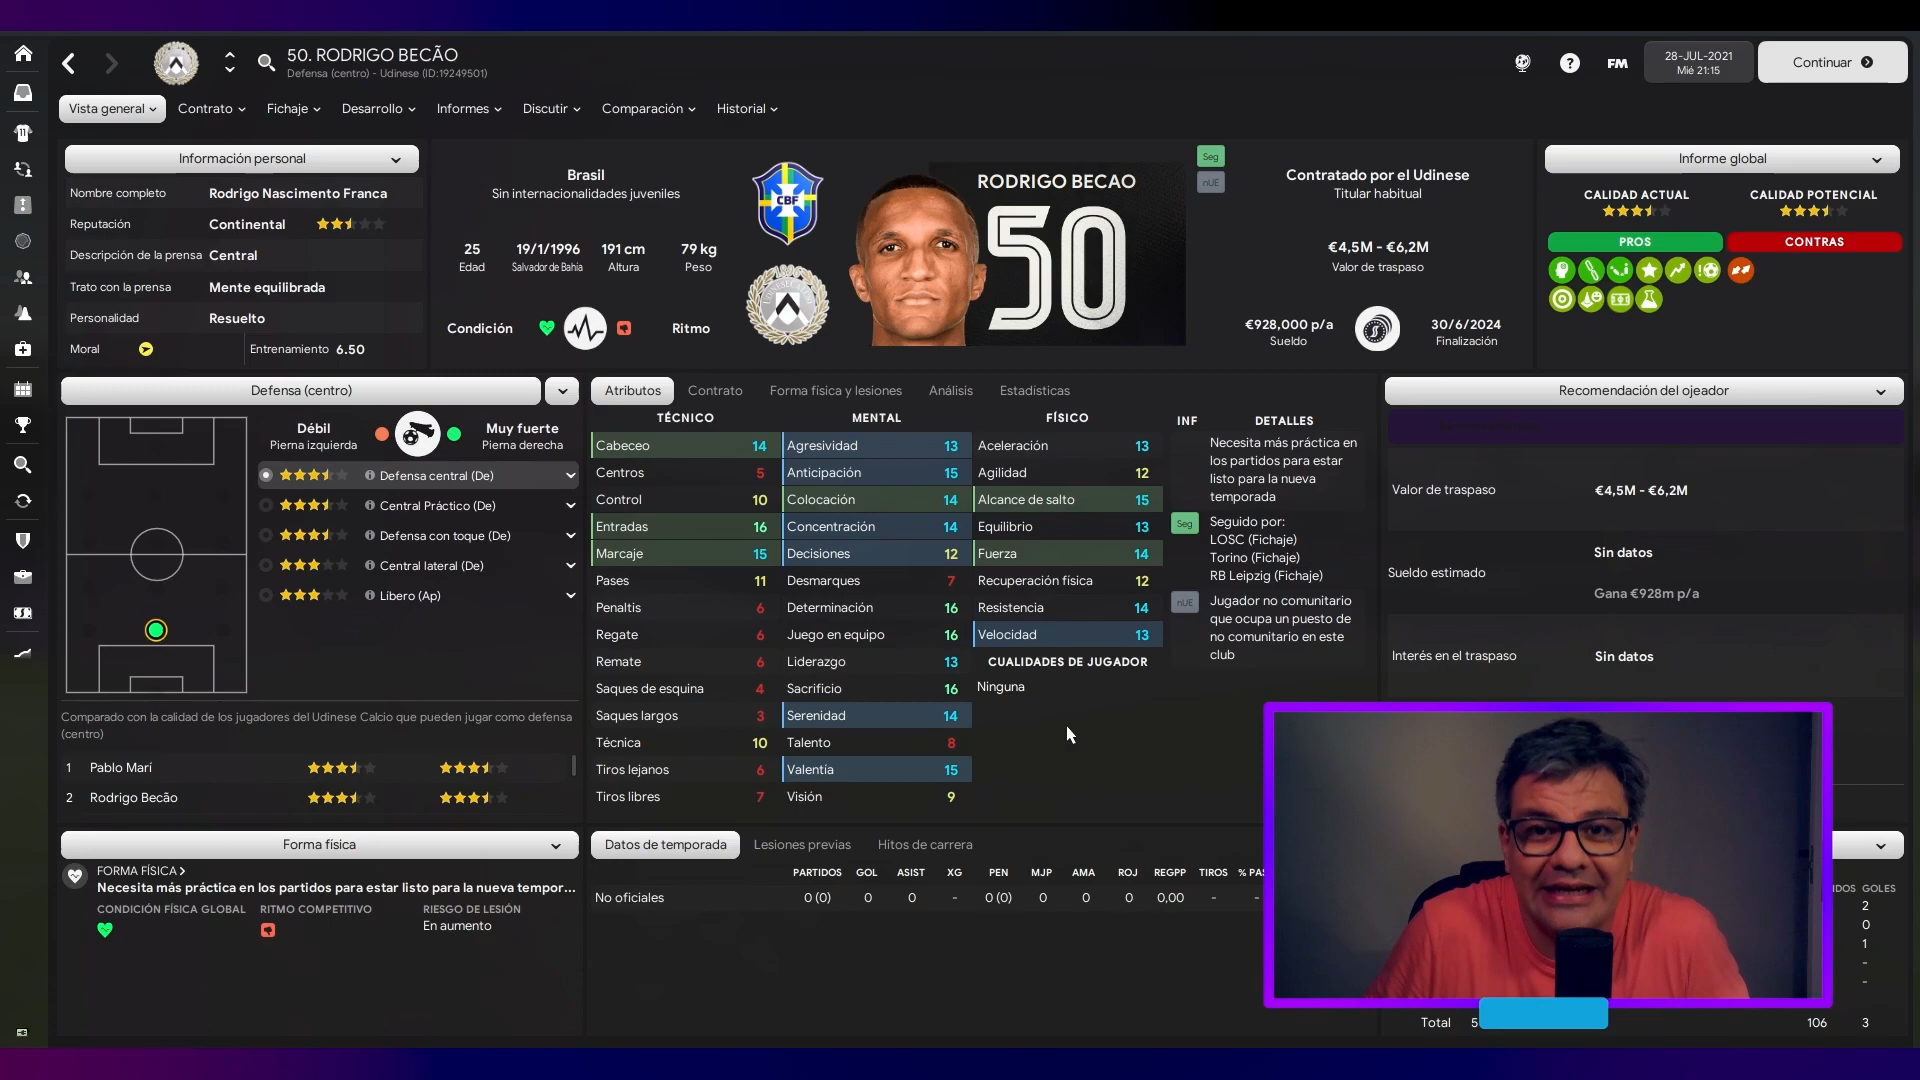 50. RODRIGO BECÃO
Defensa (centro) - Udinese (ID:19249501)
FM
28-JUL-2021
Mié 21:15
Continuar
Vista general
Contrato
Fichaje
Desarrollo
Informes
Discutir
Comparación
Historial
Información personal
Nombre completo Rodrigo Nascimento Franca
Reputación Continental
Descripción de la prensa Central
Trato con la prensa Mente equilibrada
Personalidad Resuelto
Moral
Entrenamiento 6.50
Brasil
Sin internacionalidades juveniles
25
Edad
19/1/1996
Salvador de Bahía
191 cm
Altura
79 kg
Peso
Condición
Ritmo
CBF
RODRIGO BECAO
50
Seg
nUE
Contratado por el Udinese
Titular habitual
€4,5M - €6,2M
Valor de traspaso
€928,000 p/a
Sueldo
30/6/2024
Finalización
Informe global
CALIDAD ACTUAL
CALIDAD POTENCIAL
PROS
CONTRAS
Defensa (centro)
Débil
Pierna izquierda
Muy fuerte
Pierna derecha
Defensa central (De)
Central Práctico (De)
Defensa con toque (De)
Central lateral (De)
Líbero (Ap)
Comparado con la calidad de los jugadores del Udinese Calcio que pueden jugar como defensa
(centro)
1 Pablo Marí
2 Rodrigo Becão
Atributos
Contrato
Forma física y lesiones
Análisis
Estadísticas
TÉCNICO
Cabeceo 14
Centros 5
Control 10
Entradas 16
Marcaje 15
Pases 11
Penaltis 6
Regate 6
Remate 6
Saques de esquina 4
Saques largos 3
Técnica 10
Tiros lejanos 6
Tiros libres 7
MENTAL
Agresividad 13
Anticipación 15
Colocación 14
Concentración 14
Decisiones 12
Desmarques 7
Determinación 16
Juego en equipo 16
Liderazgo 13
Sacrificio 16
Serenidad 14
Talento 8
Valentía 15
Visión 9
FÍSICO
Aceleración 13
Agilidad 12
Alcance de salto 15
Equilibrio 13
Fuerza 14
Recuperación física 12
Resistencia 14
Velocidad 13
CUALIDADES DE JUGADOR
Ninguna
INF
DETALLES
Necesita más práctica en
los partidos para estar
listo para la nueva
temporada
Seg
Seguido por:
LOSC (Fichaje)
Torino (Fichaje)
RB Leipzig (Fichaje)
nUE
Jugador no comunitario
que ocupa un puesto de
no comunitario en este
club
Recomendación del ojeador
Valor de traspaso €4,5M - €6,2M
Sueldo estimado
Sin datos
Gana €928m p/a
Interés en el traspaso Sin datos
Forma física
FORMA FÍSICA
Necesita más práctica en los partidos para estar listo para la nueva tempor...
CONDICIÓN FÍSICA GLOBAL
RITMO COMPETITIVO
RIESGO DE LESIÓN
En aumento
Datos de temporada
Lesiones previas
Hitos de carrera
PARTIDOS GOL ASIST XG PEN MJP AMA ROJ REGPP TIROS
No oficiales 0 (0) 0 0 - 0 (0) 0 0 0 0,00 - -
GOLES
2
0
1
-
-
Total 106 3